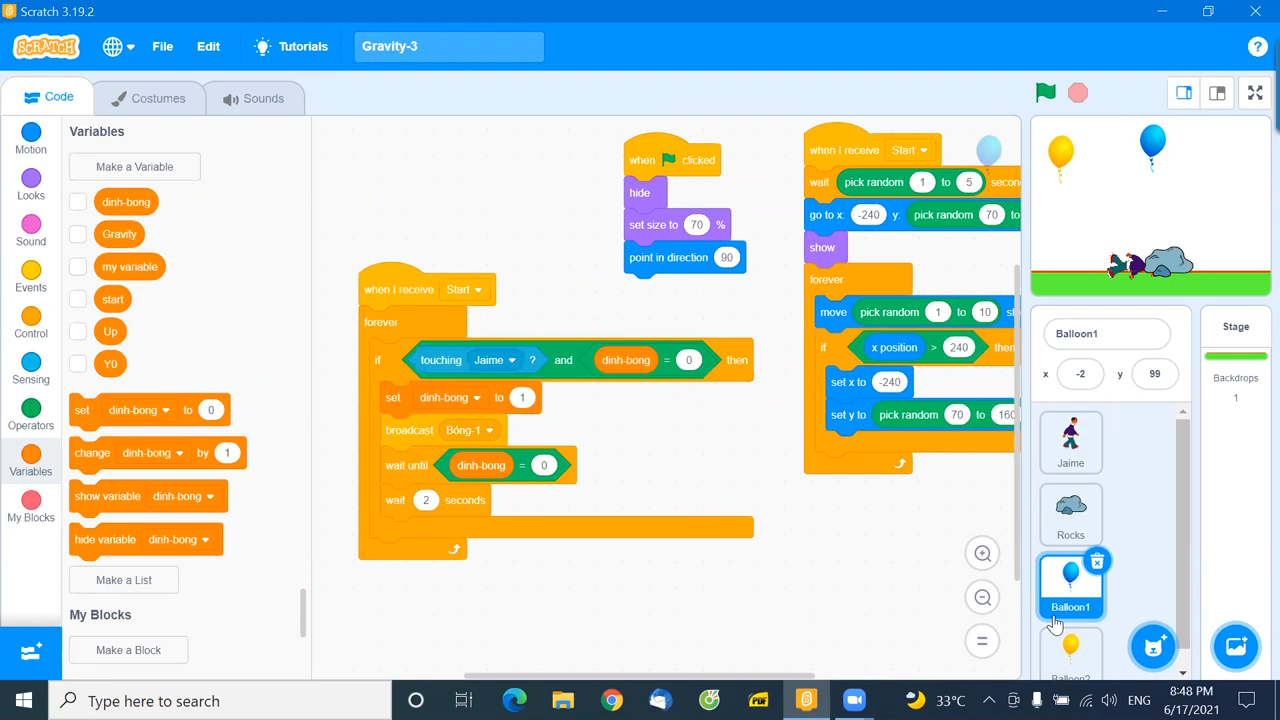 Scratch 3.19.2
SCRATCH
File
Edit
Tutorials
Gravity-3
Code
Costumes
Sounds
Motion
Looks
Sound
Events
Control
Sensing
Operators
Variables
My Blocks
Variables
Make a Variable
dinh-bong
Gravity
my variable
start
Up
Y0
set dinh-bong to 0
change dinh-bong by 1
show variable dinh-bong
hide variable dinh-bong
Make a List
My Blocks
Make a Block
when I receive Start
forever
if touching Jaime ? and dinh-bong = 0 then
set dinh-bong to 1
broadcast Bóng-1
wait until dinh-bong = 0
wait 2 seconds
when clicked
hide
set size to 70 %
point in direction 90
when I receive Start
wait pick random 1 to 5
go to x: -240 y: pick random 70 to
show
forever
move pick random 1 to 10
if x position > 240 then
set x to -240
set y to pick random 70 to 160
Balloon1
x -2 y 99
Jaime
Rocks
Balloon1
Stage
Backdrops
1
Type here to search
PDF
33°C
ENG
8:48 PM
6/17/2021